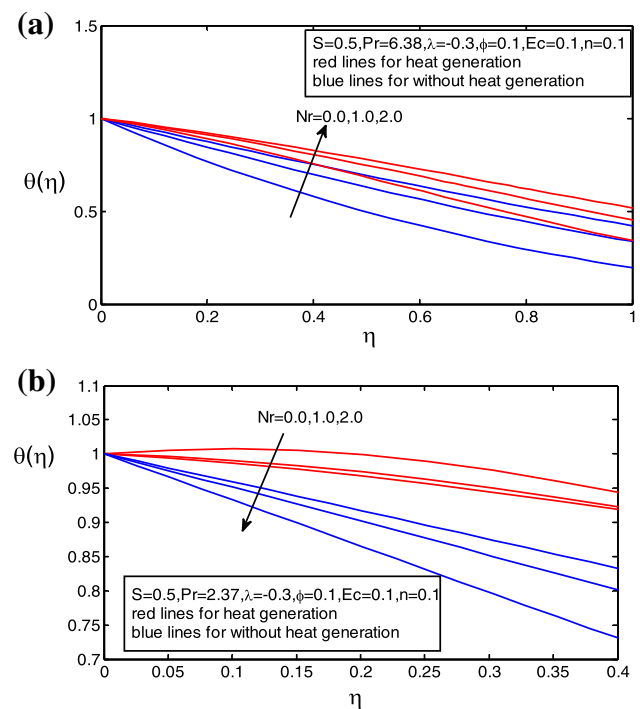 (a)
1.5
1
0.5
0
θ(η)
S=0.5,Pr=6.38,λ=-0.3,ϕ=0.1,Ec=0.1,n=0.1
red lines for heat generation
blue lines for without heat generation
Nr=0.0,1.0,2.0
0 0.2 0.4 0.6 0.8 1
η
(b)
1.1
1.05
1
0.95
0.9
0.85
0.8
0.75
0.7
θ(η)
Nr=0.0,1.0,2.0
S=0.5,Pr=2.37,λ=-0.3,ϕ=0.1,Ec=0.1,n=0.1
red lines for heat generation
blue lines for without heat generation
0 0.05 0.1 0.15 0.2 0.25 0.3 0.35 0.4
η